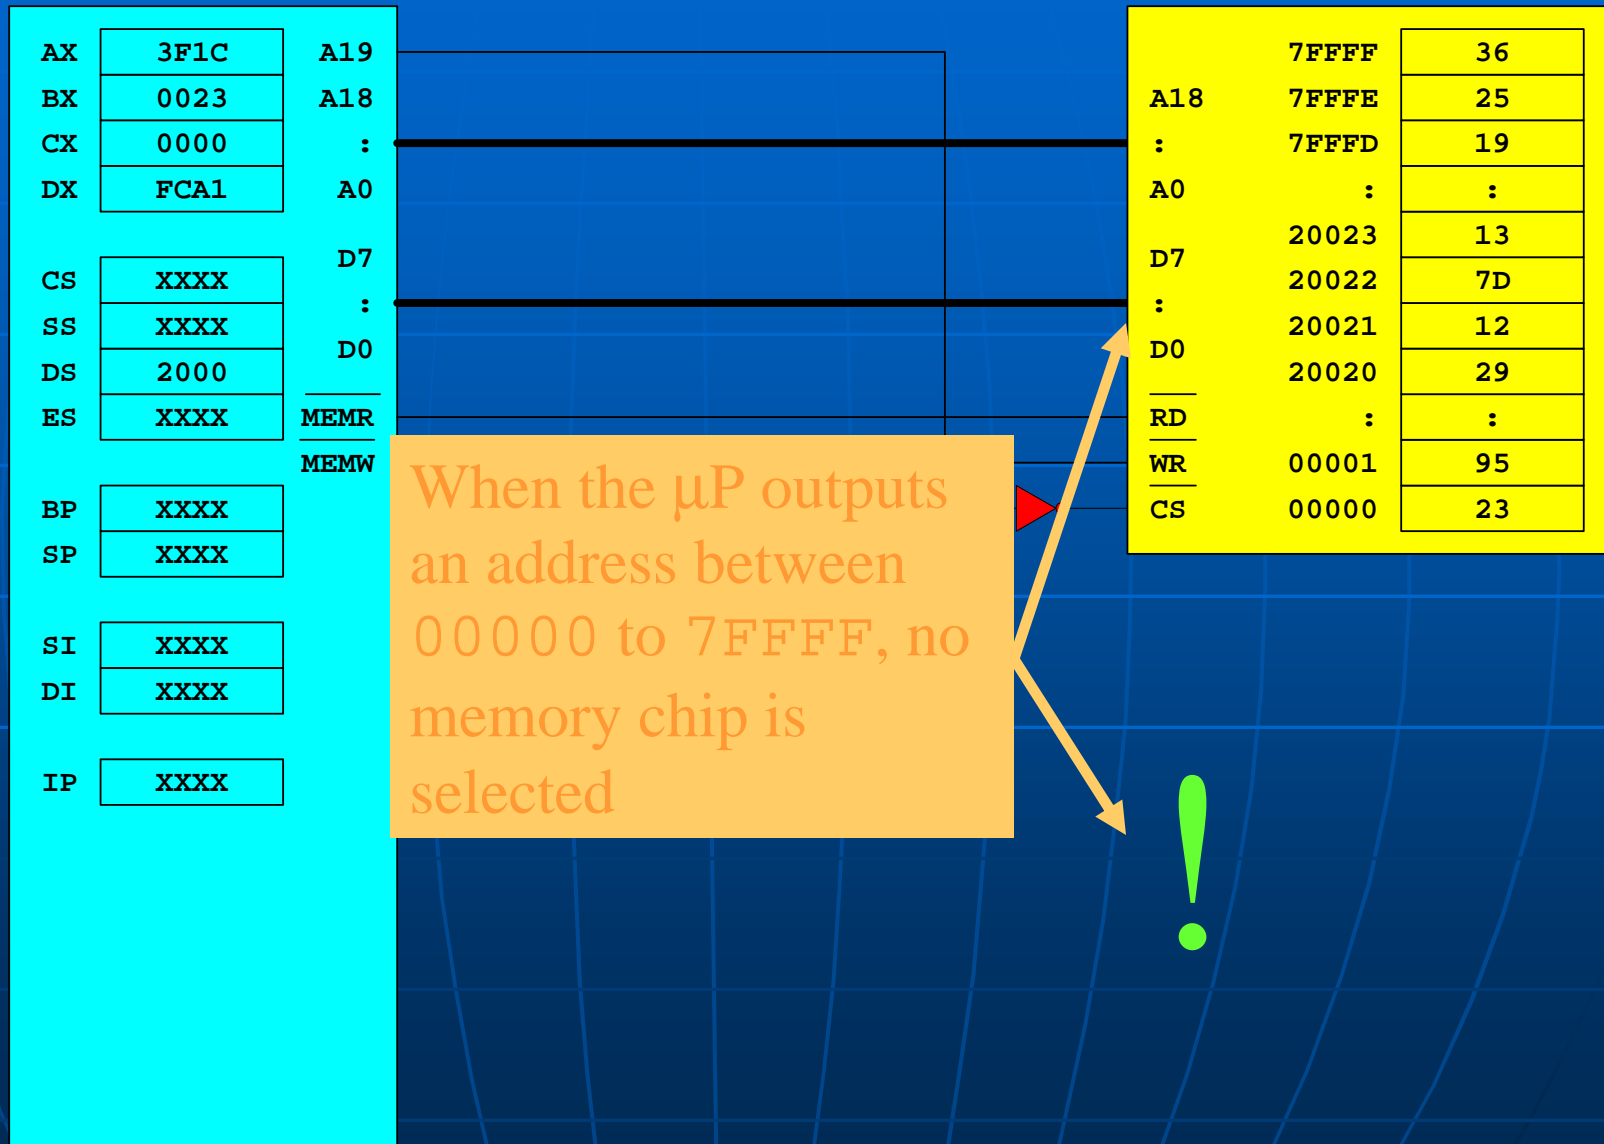 AX 3F1C A19
BX 0023 A18
CX 0000 :
DX FCA1 A0
D7
CS XXXX
:
SS XXXX
D0
DS 2000
ES XXXX MEMR
MEMW
BP XXXX
SP XXXX
SI XXXX
DI XXXX
IP XXXX
When the µP outputs
an address between
00000 to 7FFFF, no
memory chip is
selected
!
7FFFF 36
A18 7FFFE 25
: 7FFFD 19
A0 : :
20023 13
D7
20022 7D
:
20021 12
D0
20020 29
RD : :
WR 00001 95
CS 00000 23